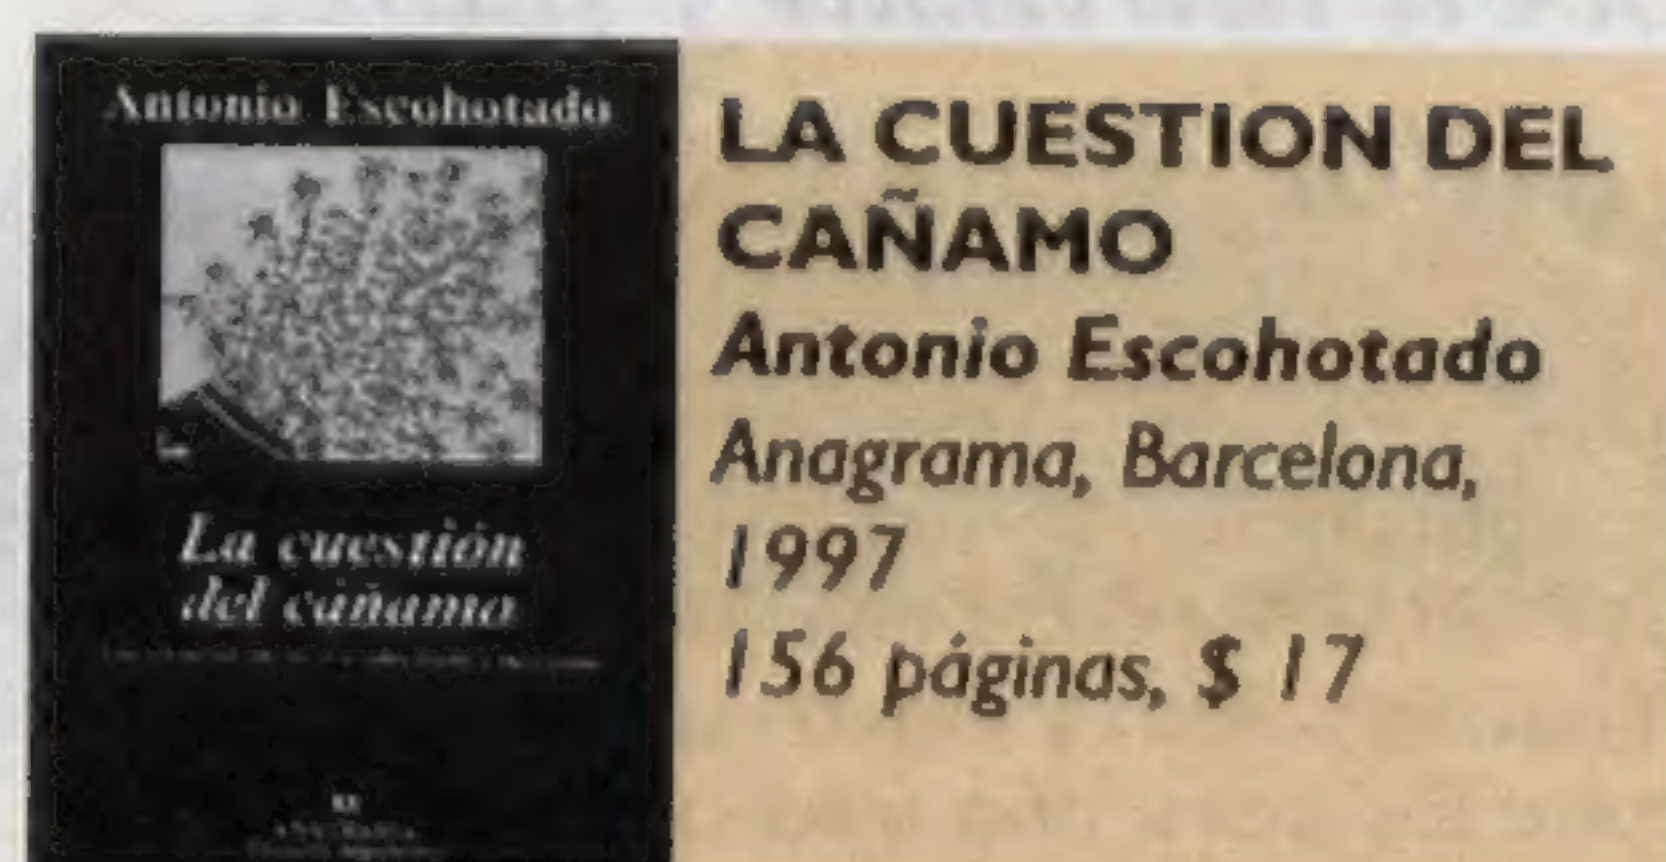 Antonio Escohotado
La cuestión
del cáñamo
LA CUESTION DEL
CAÑAMO
Antonio Escohotado
Anagrama, Barcelona,
1997
156 páginas, $ 17